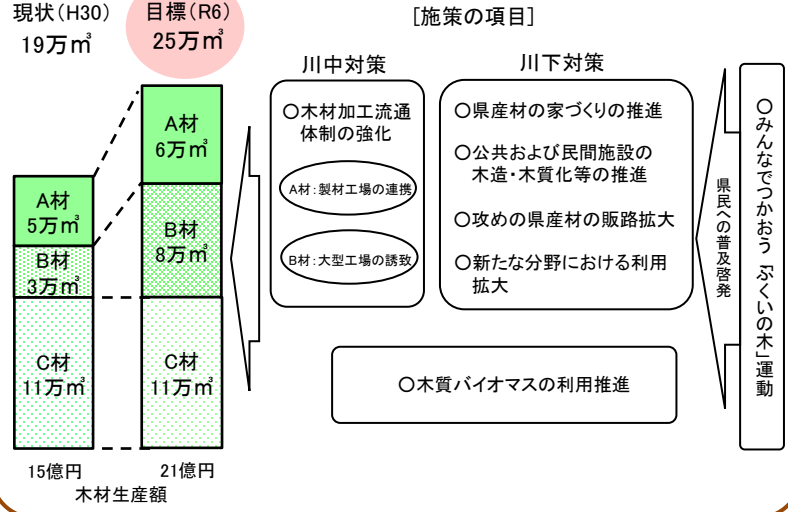 現状(H30)
19万㎥
目標(R6)
25万㎥
[施策の項目]
A材
5万㎥
B材
3万㎥
C材
11万㎥
A材
6万㎥
B材
8万㎥
C材
11万㎥
15億円
21億円
木材生産額
川中対策
○木材加工流通
体制の強化
A材:製材工場の連携
B材:大型工場の誘致
川下対策
○県産材の家づくりの推進
○公共および民間施設の
木造・木質化等の推進
○攻めの県産材の販路拡大
○新たな分野における利用
拡大
○木質バイオマスの利用推進
県民への普及啓発
○みんなでつかおう「ふくいの木」運動